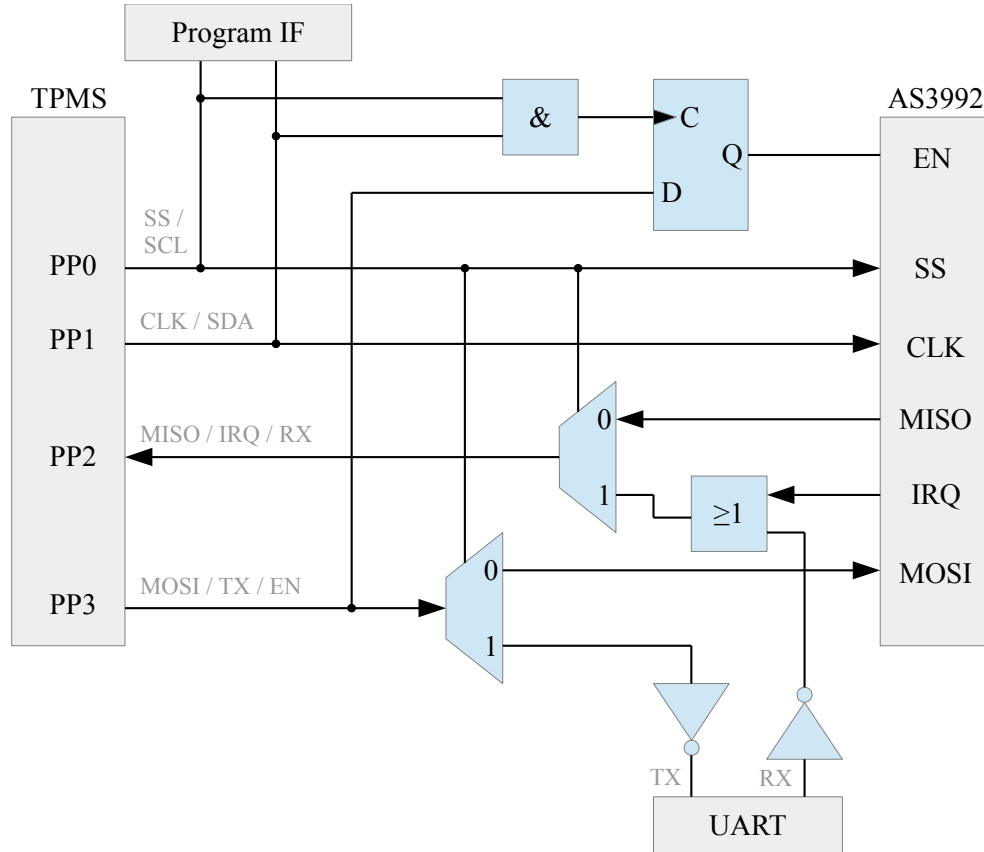 Program IF
TPMS
AS3992
&
C
Q
D
EN
SS /
SCL
PP0
SS
CLK / SDA
PP1
CLK
MISO / IRQ / RX
PP2
0
MISO
1
≥1
IRQ
MOSI / TX / EN
PP3
0
MOSI
1
TX
RX
UART